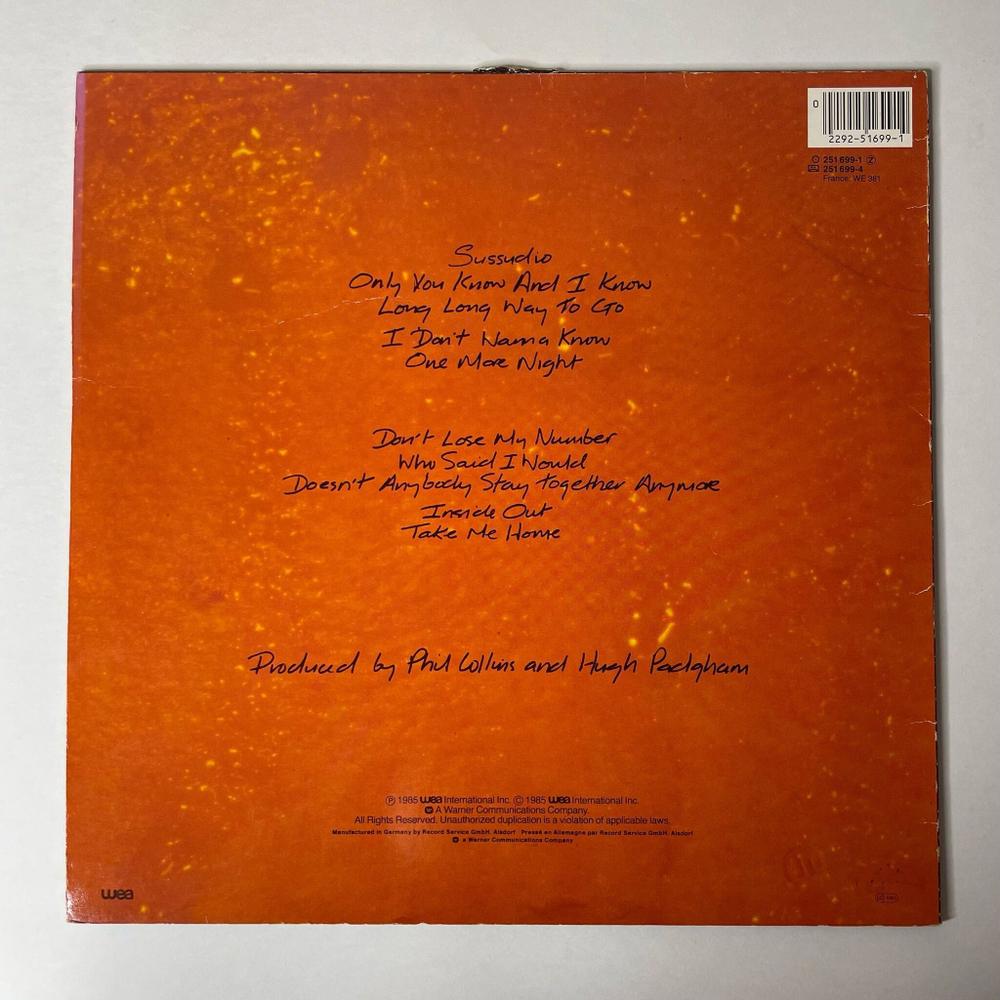 0
2292-51699-1
251 699-1 Z
251 699-4
France: WE 381
Sussudio
Only You Know And I Know
Long Long Way To Go
I Don't Wanna Know
One More Night
Don't Lose My Number
Who Said I Would
Doesn't Anybody Stay together Anymore
Inside Out
Take Me Home
Produced by Phil Collins and Hugh Padgham
Ⓟ 1985 wea International Inc. © 1985 wea International Inc.
A Warner Communications Company.
All Rights Reserved. Unauthorized duplication is a violation of applicable laws.
Manufactured in Germany by Record Service GmbH, Alsdorf Pressé en Allemagne par Record Service GmbH, Alsdorf
a Warner Communications Company
wea